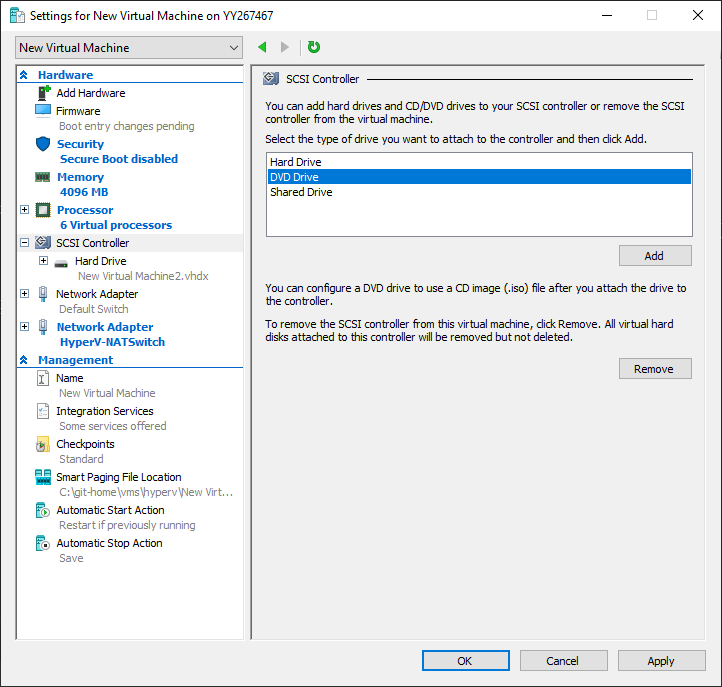 Settings for New Virtual Machine on YY267467
New Virtual Machine
Hardware
Add Hardware
Firmware
Boot entry changes pending
Security
Secure Boot disabled
Memory
4096 MB
Processor
6 Virtual processors
SCSI Controller
Hard Drive
New Virtual Machine2.vhdx
Network Adapter
Default Switch
Network Adapter
HyperV-NATSwitch
Management
Name
New Virtual Machine
Integration Services
Some services offered
Checkpoints
Standard
Smart Paging File Location
C:\git-home\vms\hyperv\New Virt...
Automatic Start Action
Restart if previously running
Automatic Stop Action
Save
SCSI Controller
You can add hard drives and CD/DVD drives to your SCSI controller or remove the SCSI
controller from the virtual machine.
Select the type of drive you want to attach to the controller and then click Add.
Hard Drive
DVD Drive
Shared Drive
Add
You can configure a DVD drive to use a CD image (.iso) file after you attach the drive to
the controller.
To remove the SCSI controller from this virtual machine, click Remove. All virtual hard
disks attached to this controller will be removed but not deleted.
Remove
OK
Cancel
Apply